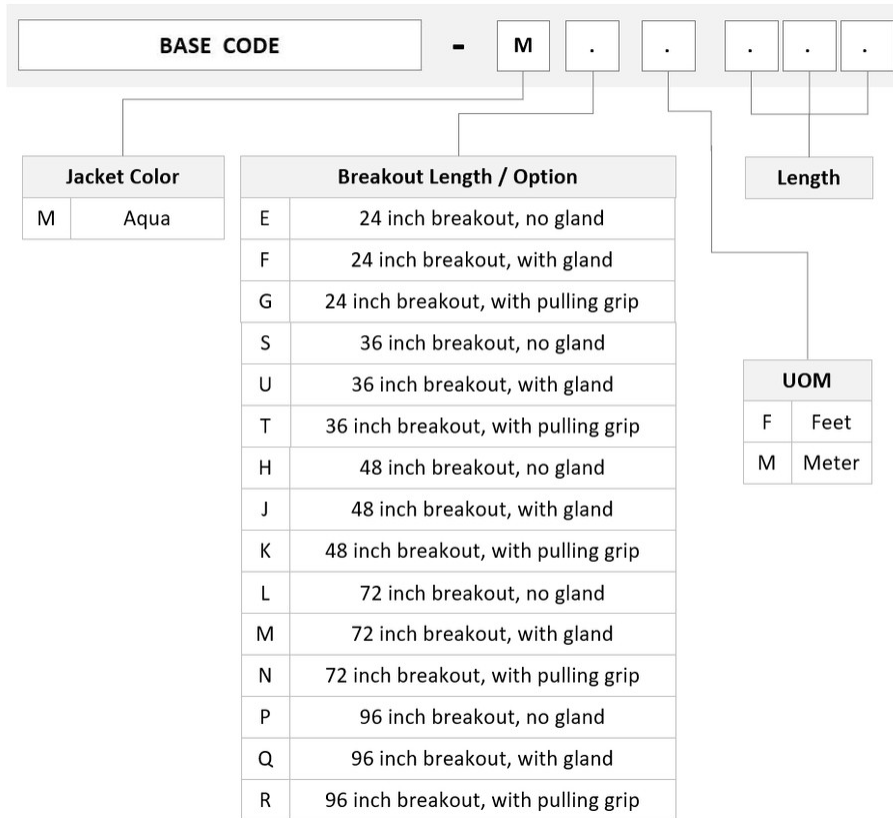 BASE CODE - M . . . . .
Jacket Color
M Aqua
Breakout Length / Option
E 24 inch breakout, no gland
F 24 inch breakout, with gland
G 24 inch breakout, with pulling grip
S 36 inch breakout, no gland
U 36 inch breakout, with gland
T 36 inch breakout, with pulling grip
H 48 inch breakout, no gland
J 48 inch breakout, with gland
K 48 inch breakout, with pulling grip
L 72 inch breakout, no gland
M 72 inch breakout, with gland
N 72 inch breakout, with pulling grip
P 96 inch breakout, no gland
Q 96 inch breakout, with gland
R 96 inch breakout, with pulling grip
Length
UOM
F Feet
M Meter